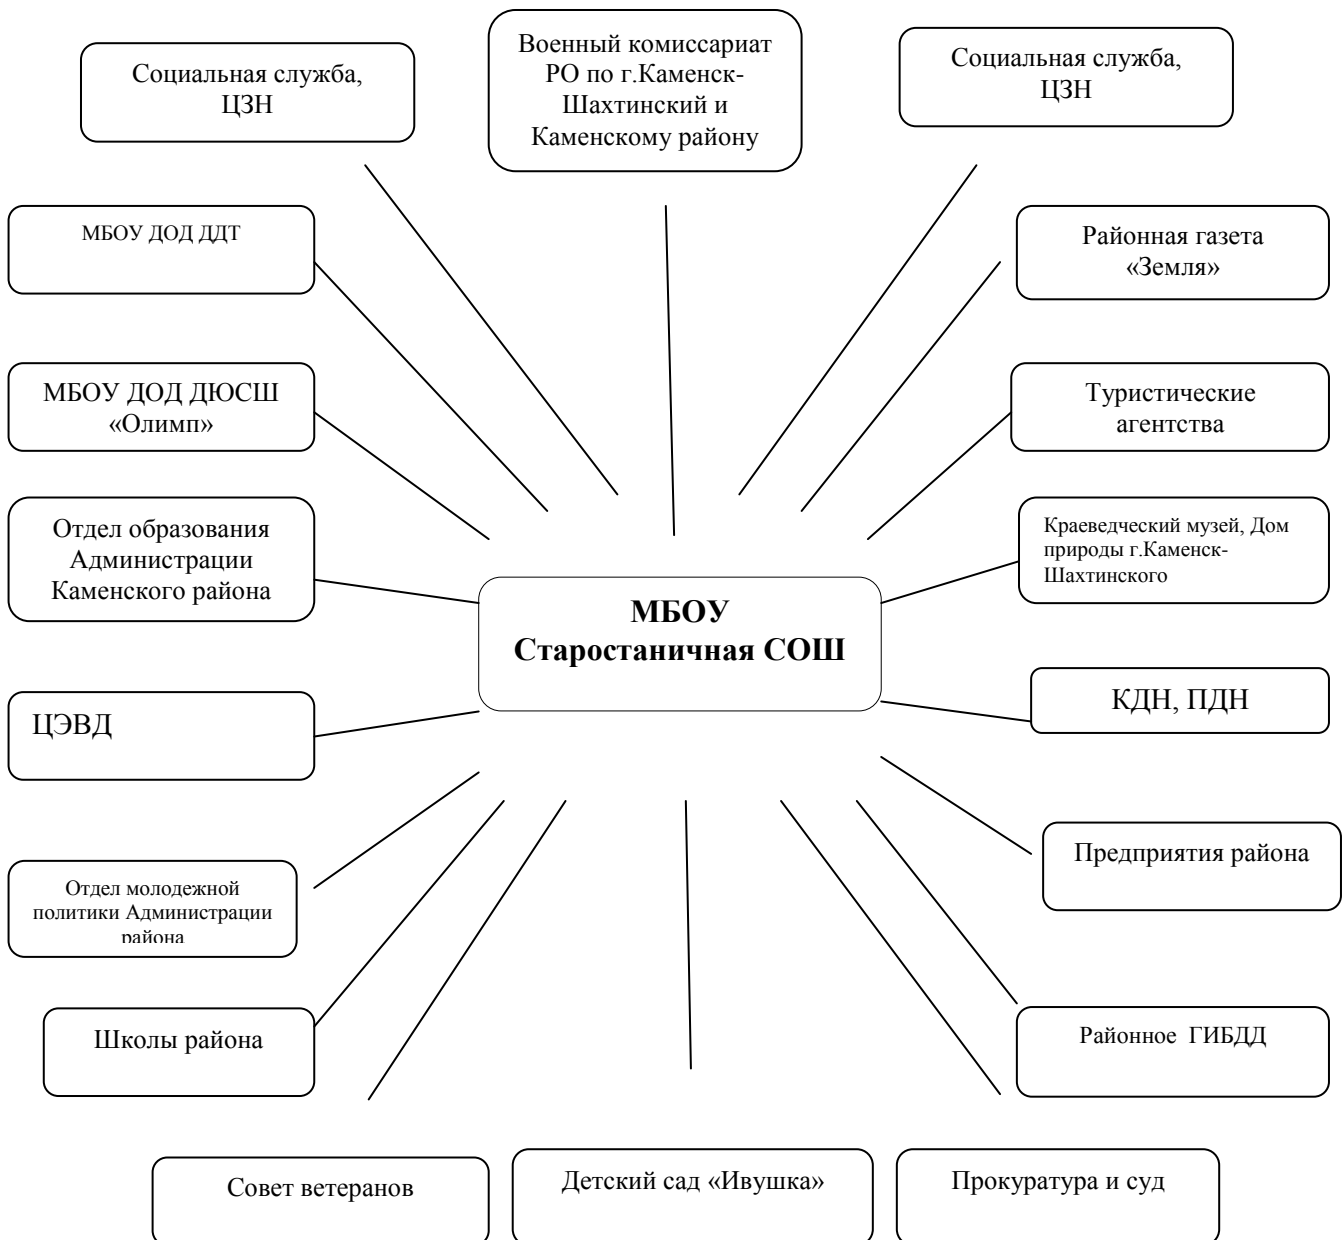 Социальная служба,
ЦЗН
Военный комиссариат
РО по г.Каменск-
Шахтинский и
Каменскому району
Социальная служба,
ЦЗН
МБОУ ДОД ДДТ
Районная газета
«Земля»
МБОУ ДОД ДЮСШ
«Олимп»
Туристические
агентства
Отдел образования
Администрации
Каменского района
Краеведческий музей, Дом
природы г.Каменск-
Шахтинского
МБОУ
Старостаничная СОШ
ЦЭВД
КДН, ПДН
Предприятия района
Отдел молодежной
политики Администрации
района
Школы района
Районное  ГИБДД
Совет ветеранов
Детский сад «Ивушка»
Прокуратура и суд